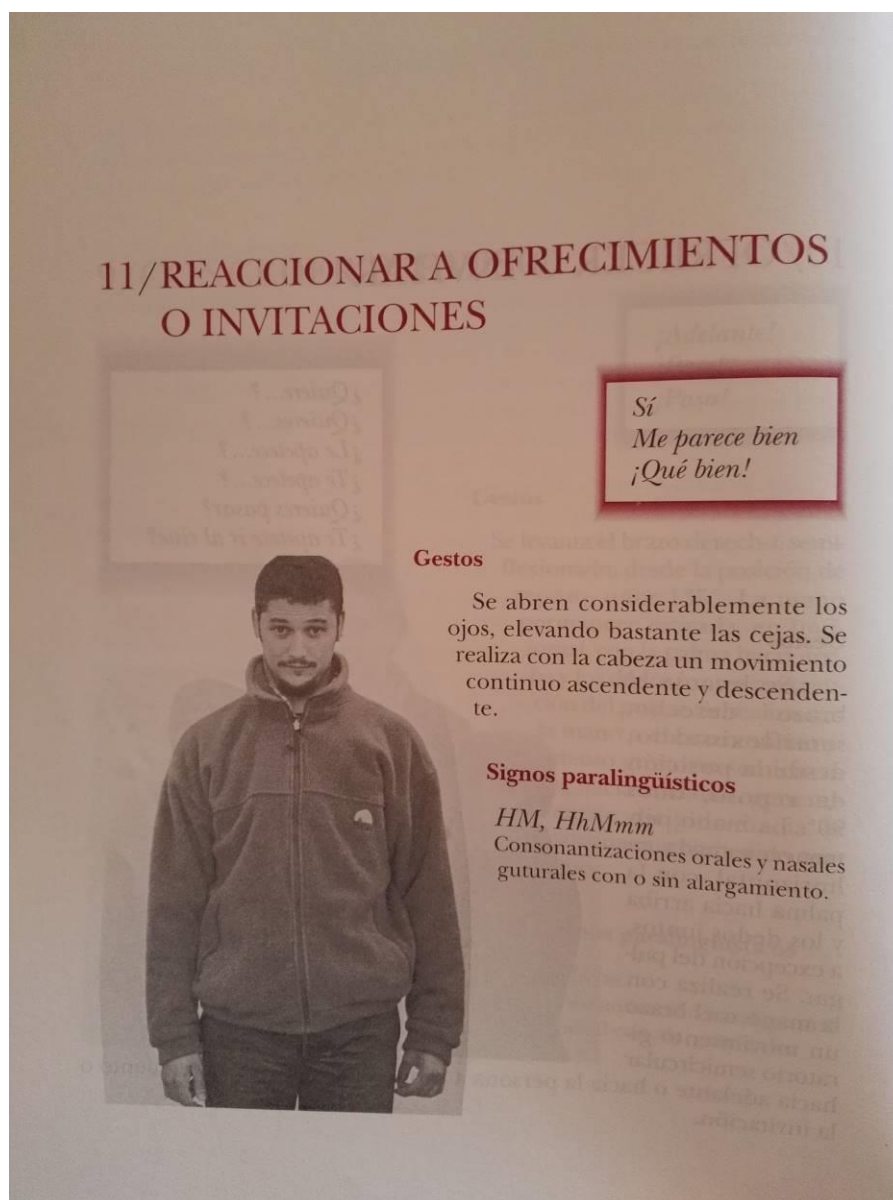 11/REACCIONAR A OFRECIMIENTOS
O INVITACIONES
Sí
Me parece bien
¡Qué bien!
Gestos
Se abren considerablemente los
ojos, elevando bastante las cejas. Se
realiza con la cabeza un movimiento
continuo ascendente y descenden-
te.
Signos paralingüísticos
HM, HhMmm
Consonantizaciones orales y nasales
guturales con o sin alargamiento.